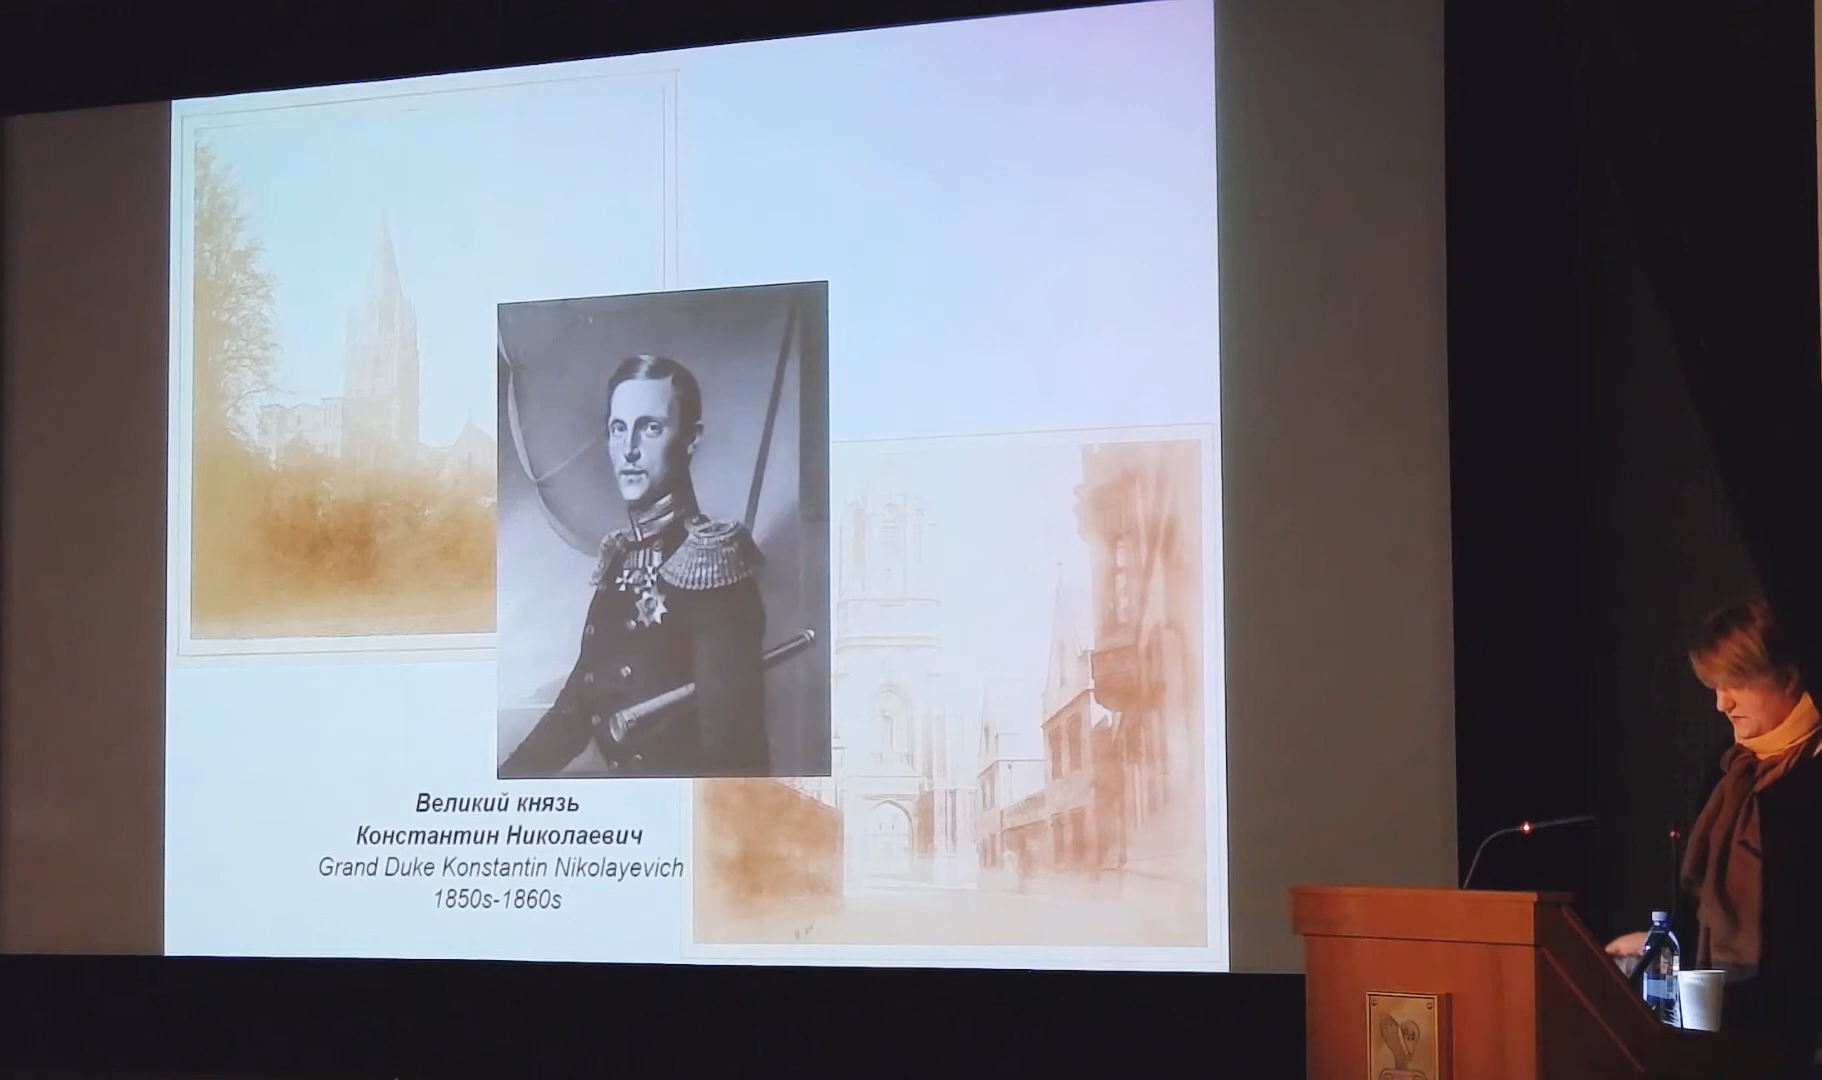 Великий князь
Константин Николаевич
Grand Duke Konstantin Nikolayevich
1850s-1860s